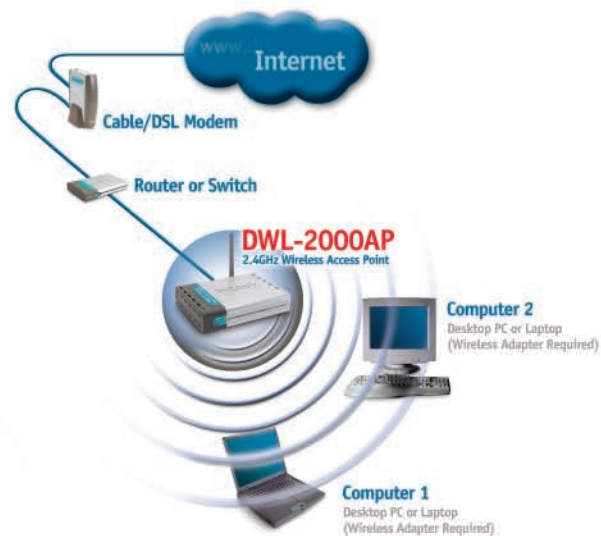 www.
Internet
Cable/DSL Modem
Router or Switch
DWL-2000AP
2.4GHz Wireless Access Point
Computer 2
Desktop PC or Laptop
(Wireless Adapter Required)
Computer 1
Desktop PC or Laptop
(Wireless Adapter Required)